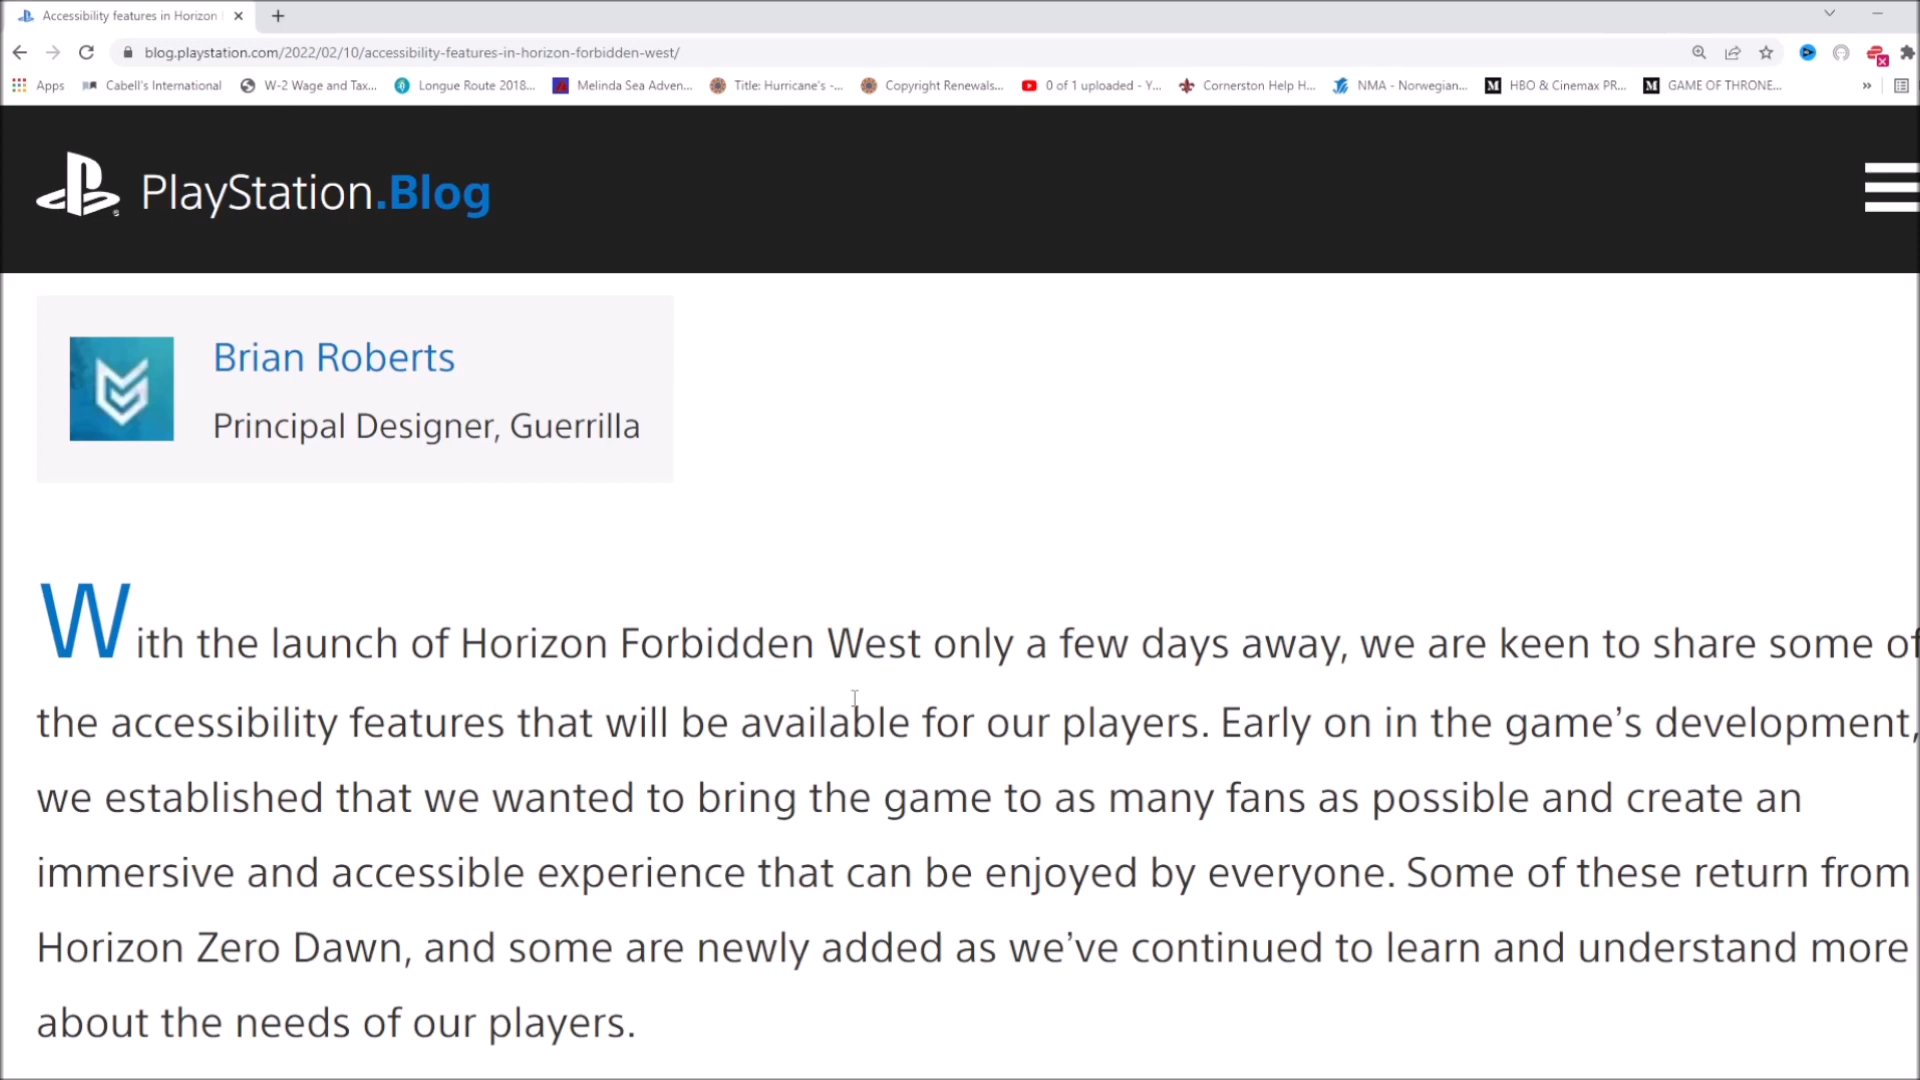 Accessibility features in Horizon
blog.playstation.com/2022/02/10/accessibility-features-in-horizon-forbidden-west/
Apps Cabell's International W-2 Wage and Tax... Longue Route 2018... Melinda Sea Adven... Title: Hurricane's -... Copyright Renewals... 0 of 1 uploaded - Y... Cornerston Help H... NMA - Norwegian... M HBO & Cinemax PR... M GAME OF THRONE... »
PlayStation.Blog
Brian Roberts
Principal Designer, Guerrilla
With the launch of Horizon Forbidden West only a few days away, we are keen to share some of
the accessibility features that will be available for our players. Early on in the game’s development,
we established that we wanted to bring the game to as many fans as possible and create an
immersive and accessible experience that can be enjoyed by everyone. Some of these return from
Horizon Zero Dawn, and some are newly added as we’ve continued to learn and understand more
about the needs of our players.